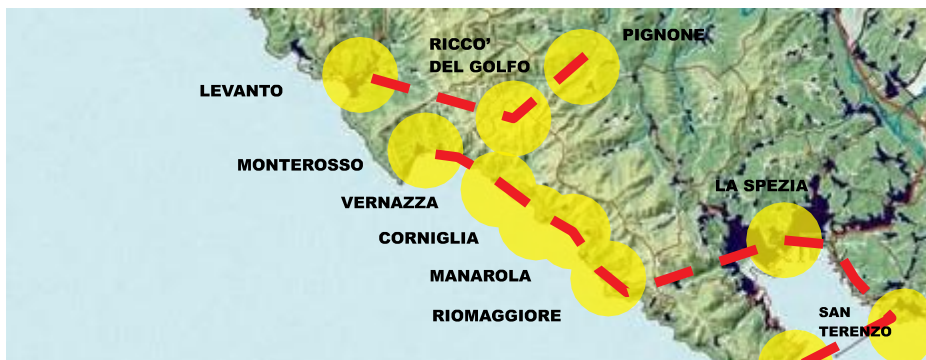 PIGNONE
RICCO'
DEL GOLFO
LEVANTO
MONTEROSSO
LA SPEZIA
VERNAZZA
CORNIGLIA
MANAROLA
RIOMAGGIORE
SAN
TERENZO